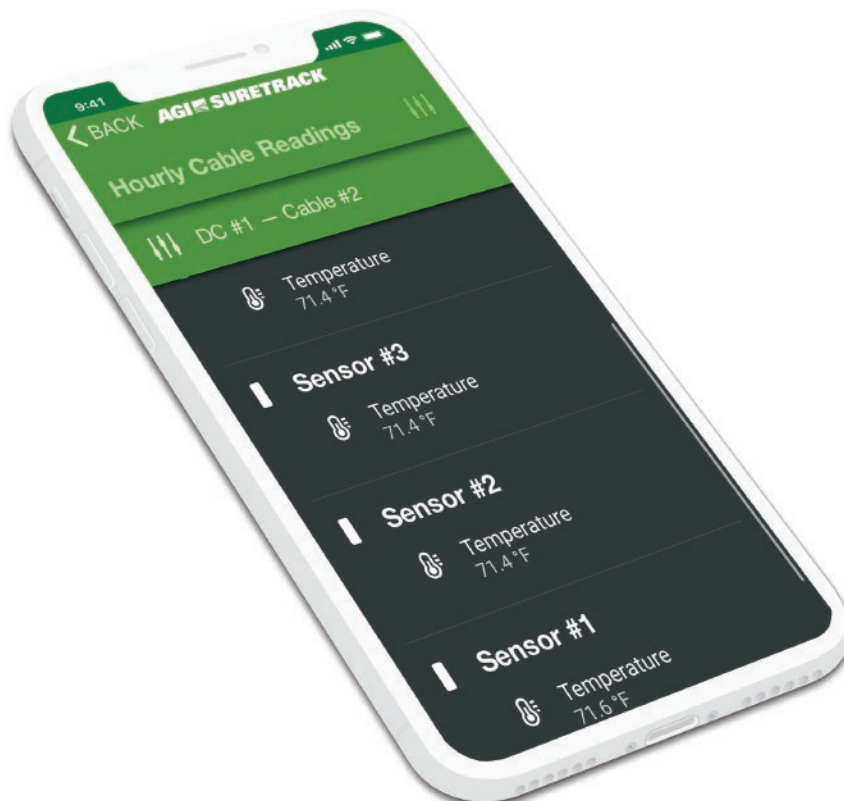 9:41
BACK
AGI SURETRACK
Hourly Cable Readings
DC #1 – Cable #2
Temperature
71.4°F
Sensor #3
Temperature
71.4°F
Sensor #2
Temperature
71.4°F
Sensor #1
Temperature
71.6°F